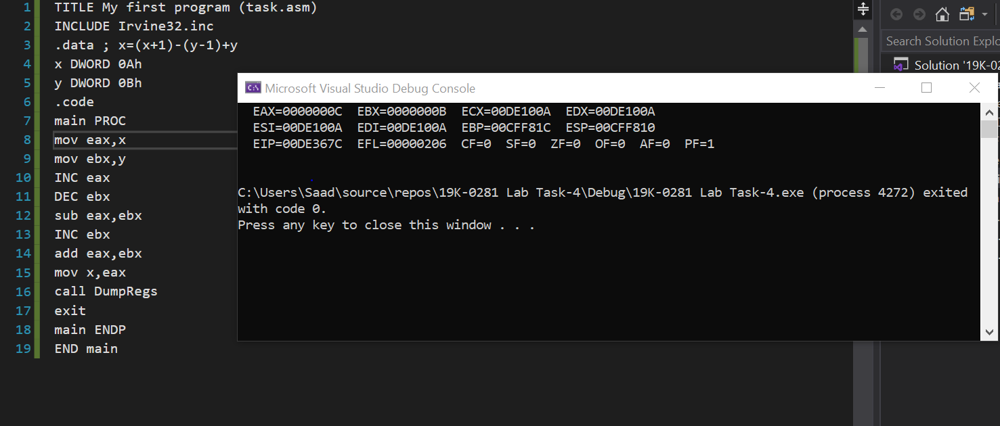 1 TITLE My first program (task.asm)
2 INCLUDE Irvine32.inc
3 .data ; x=(x+1)-(y-1)+y
4 x DWORD 0Ah
5 y DWORD 0Bh
6 .code
7 main PROC
8 mov eax,x
9 mov ebx,y
10 INC eax
11 DEC ebx
12 sub eax,ebx
13 INC ebx
14 add eax,ebx
15 mov x,eax
16 call DumpRegs
17 exit
18 main ENDP
19 END main
Microsoft Visual Studio Debug Console
EAX=0000000C EBX=0000000B ECX=00DE100A EDX=00DE100A
ESI=00DE100A EDI=00DE100A EBP=00CFF81C ESP=00CFF810
EIP=00DE367C EFL=00000206 CF=0 SF=0 ZF=0 OF=0 AF=0 PF=1
C:\Users\Saad\source\repos\19K-0281 Lab Task-4\Debug\19K-0281 Lab Task-4.exe (process 4272) exited
with code 0.
Press any key to close this window . . .
Search Solution Explo
Solution '19K-02